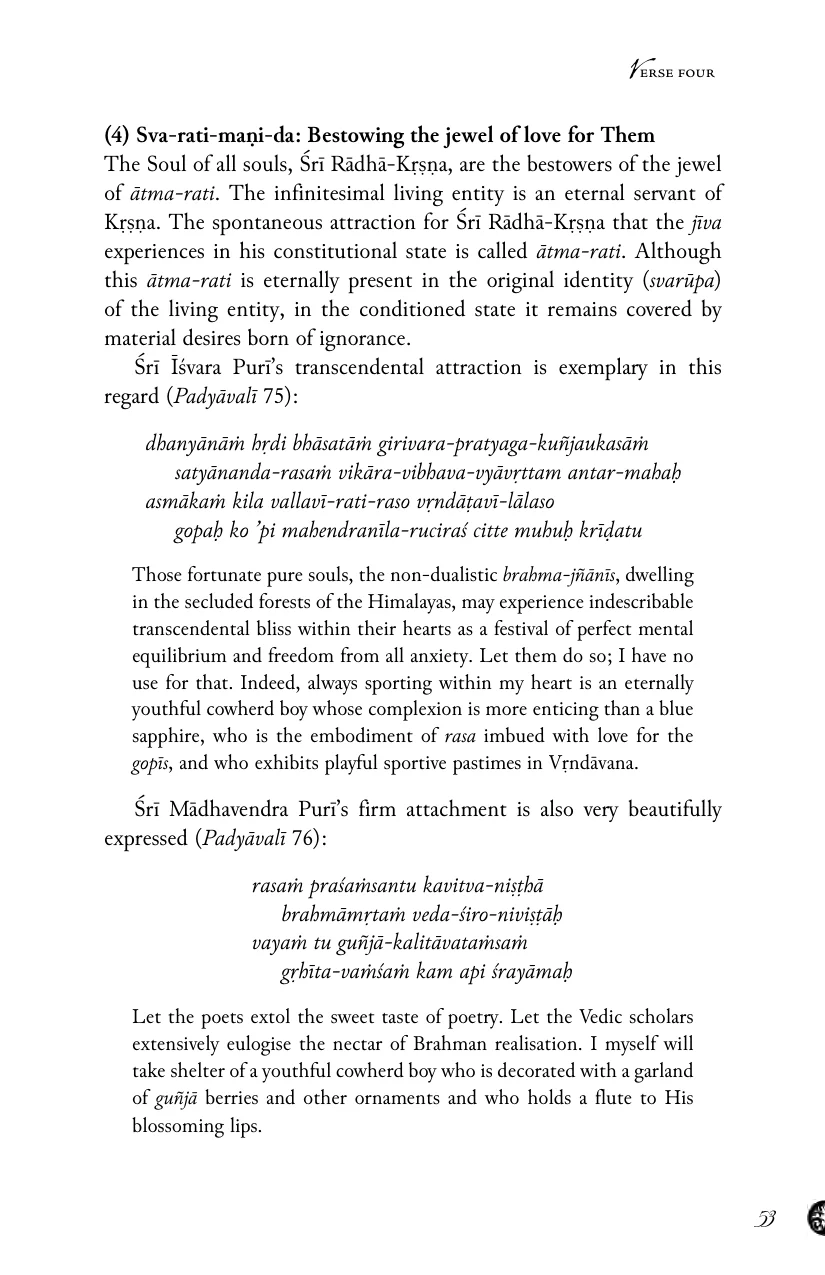 VERSE FOUR
(4) Sva-rati-maṇi-da: Bestowing the jewel of love for Them
The Soul of all souls, Śrī Rādhā-Kṛṣṇa, are the bestowers of the jewel
of ātma-rati. The infinitesimal living entity is an eternal servant of
Kṛṣṇa. The spontaneous attraction for Śrī Rādhā-Kṛṣṇa that the jīva
experiences in his constitutional state is called ātma-rati. Although
this ātma-rati is eternally present in the original identity (svarūpa)
of the living entity, in the conditioned state it remains covered by
material desires born of ignorance.
Śrī Īśvara Purī’s transcendental attraction is exemplary in this
regard (Padyāvalī 75):
dhanyānāṁ hṛdi bhāsatāṁ girivara-pratyaga-kuñjaukasāṁ
satyānanda-rasaṁ vikāra-vibhava-vyāvṛttam antar-mahaḥ
asmākaṁ kila vallavī-rati-raso vṛndāṭavī-lālaso
gopaḥ ko ’pi mahendranīla-ruciraś citte muhuḥ krīḍatu
Those fortunate pure souls, the non-dualistic brahma-jñānīs, dwelling
in the secluded forests of the Himalayas, may experience indescribable
transcendental bliss within their hearts as a festival of perfect mental
equilibrium and freedom from all anxiety. Let them do so; I have no
use for that. Indeed, always sporting within my heart is an eternally
youthful cowherd boy whose complexion is more enticing than a blue
sapphire, who is the embodiment of rasa imbued with love for the
gopīs, and who exhibits playful sportive pastimes in Vṛndāvana.
Śrī Mādhavendra Purī’s firm attachment is also very beautifully
expressed (Padyāvalī 76):
rasaṁ praśaṁsantu kavitva-niṣṭhā
brahmāmṛtaṁ veda-śiro-niviṣṭāḥ
vayaṁ tu guñjā-kalitāvataṁsaṁ
gṛhīta-vaṁśaṁ kam api śrayāmaḥ
Let the poets extol the sweet taste of poetry. Let the Vedic scholars
extensively eulogise the nectar of Brahman realisation. I myself will
take shelter of a youthful cowherd boy who is decorated with a garland
of guñjā berries and other ornaments and who holds a flute to His
blossoming lips.
53